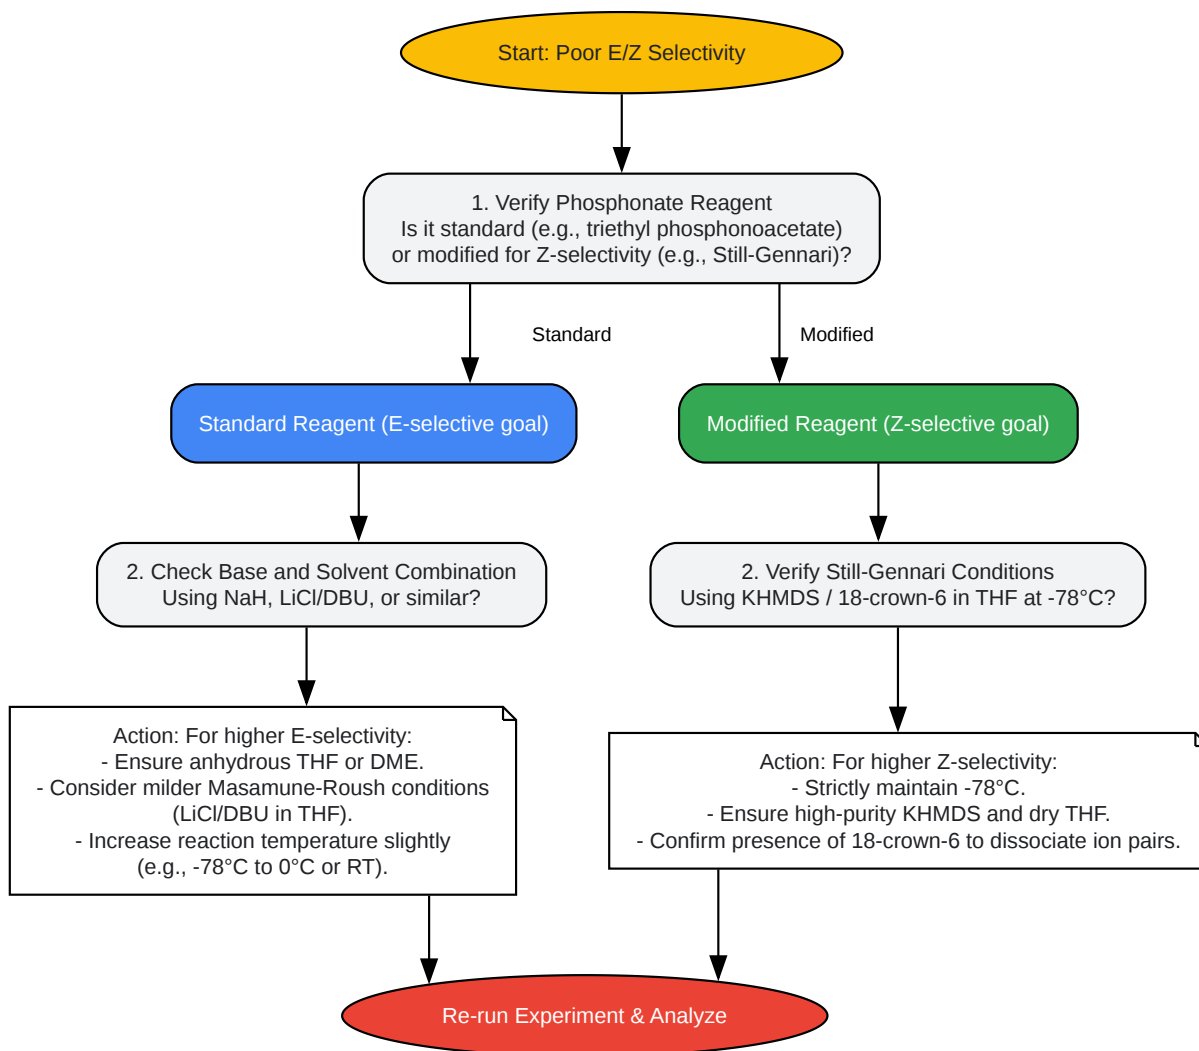 Start: Poor E/Z Selectivity
1. Verify Phosphonate Reagent
Is it standard (e.g., triethyl phosphonoacetate)
or modified for Z-selectivity (e.g., Still-Gennari)?
Standard
Modified
Standard Reagent (E-selective goal)
Modified Reagent (Z-selective goal)
2. Check Base and Solvent Combination
Using NaH, LiCl/DBU, or similar?
2. Verify Still-Gennari Conditions
Using KHMDS / 18-crown-6 in THF at -78°C?
Action: For higher E-selectivity:
- Ensure anhydrous THF or DME.
- Consider milder Masamune-Roush conditions
(LiCl/DBU in THF).
- Increase reaction temperature slightly
(e.g., -78°C to 0°C or RT).
Action: For higher Z-selectivity:
- Strictly maintain -78°C.
- Ensure high-purity KHMDS and dry THF.
- Confirm presence of 18-crown-6 to dissociate ion pairs.
Re-run Experiment & Analyze